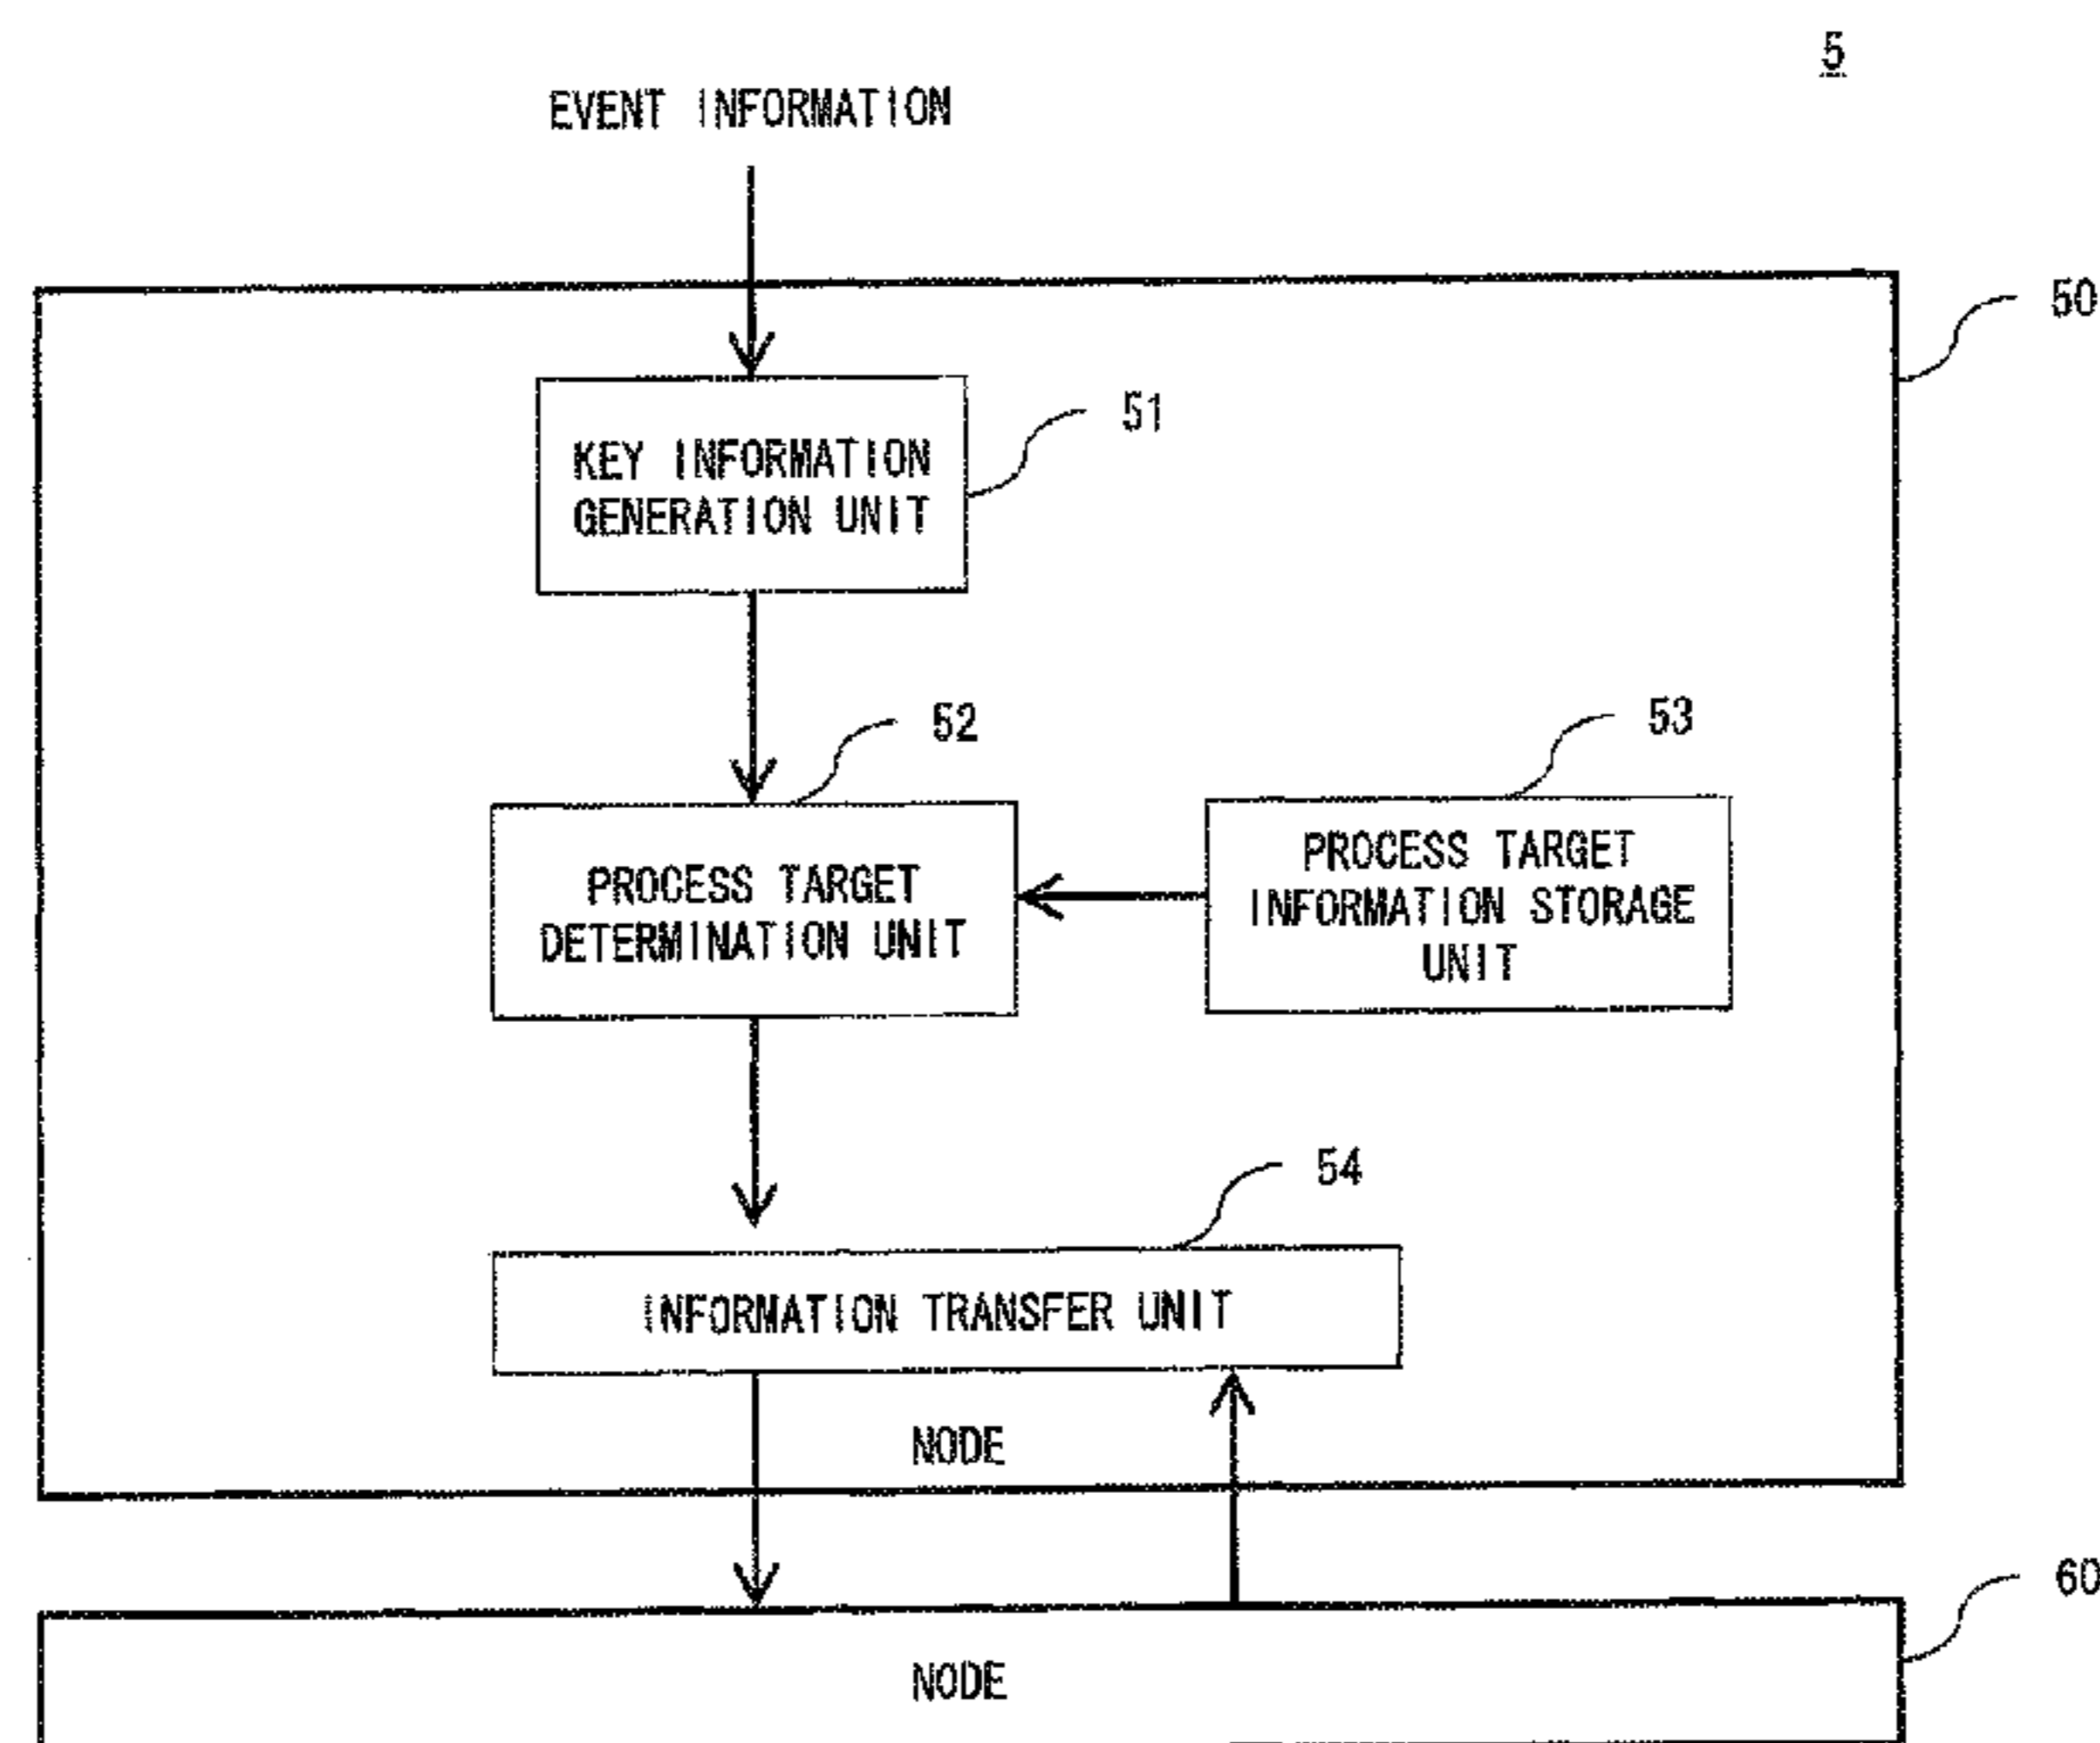 5
EVENT INFORMATION
50
KEY INFORMATION
GENERATION UNIT
51
52
53
PROCESS TARGET
DETERMINATION UNIT
PROCESS TARGET
INFORMATION STORAGE
UNIT
54
INFORMATION TRANSFER UNIT
NODE
60
NODE